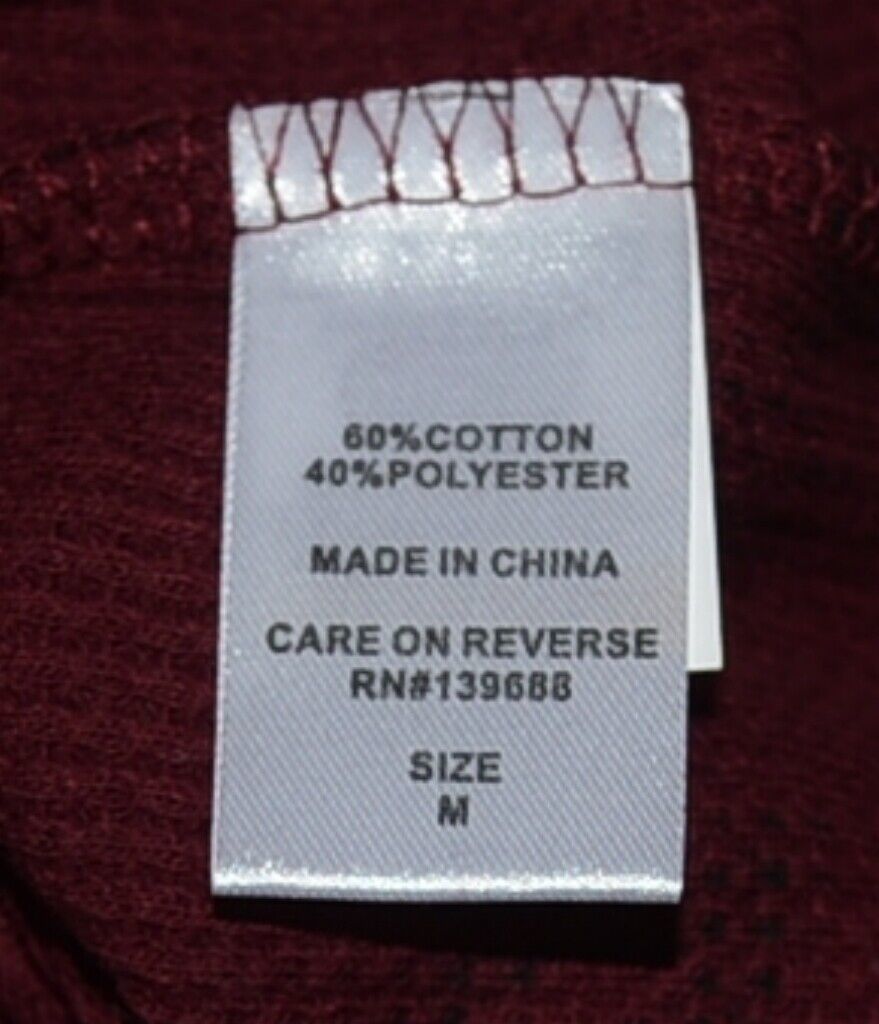 60%COTTON
40%POLYESTER
MADE IN CHINA
CARE ON REVERSE
RN#139688
SIZE
M